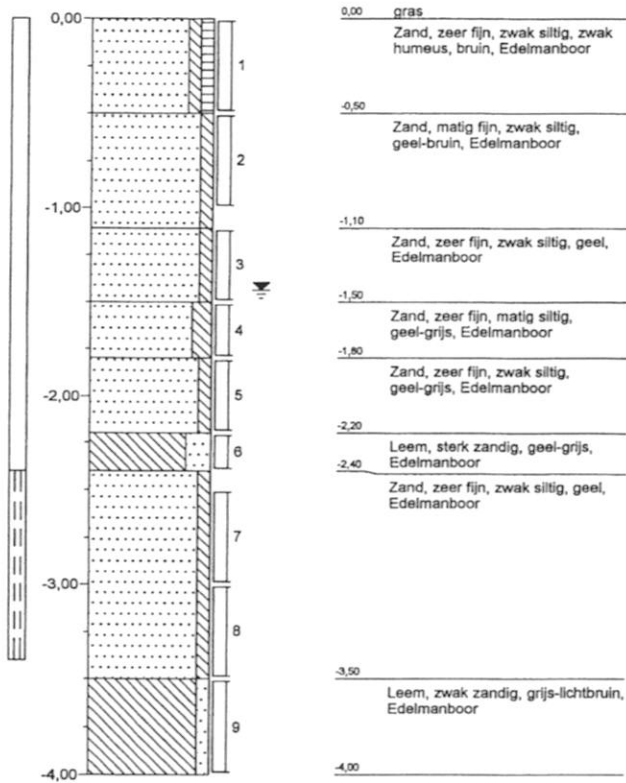 0,00
1
2
-1,00
3
4
5
-2,00
6
7
-3,00
8
9
-4,00
0,00 gras
Zand, zeer fijn, zwak siltig, zwak
humeus, bruin, Edelmanboor
-0,50
Zand, matig fijn, zwak siltig,
geel-bruin, Edelmanboor
-1,10
Zand, zeer fijn, zwak siltig, geel,
Edelmanboor
-1,50
Zand, zeer fijn, matig siltig,
geel-grijs, Edelmanboor
-1,80
Zand, zeer fijn, zwak siltig,
geel-grijs, Edelmanboor
-2,20
Leem, sterk zandig, geel-grijs,
Edelmanboor
-2,40
Zand, zeer fijn, zwak siltig, geel,
Edelmanboor
-3,50
Leem, zwak zandig, grijs-lichtbruin,
Edelmanboor
-4,00